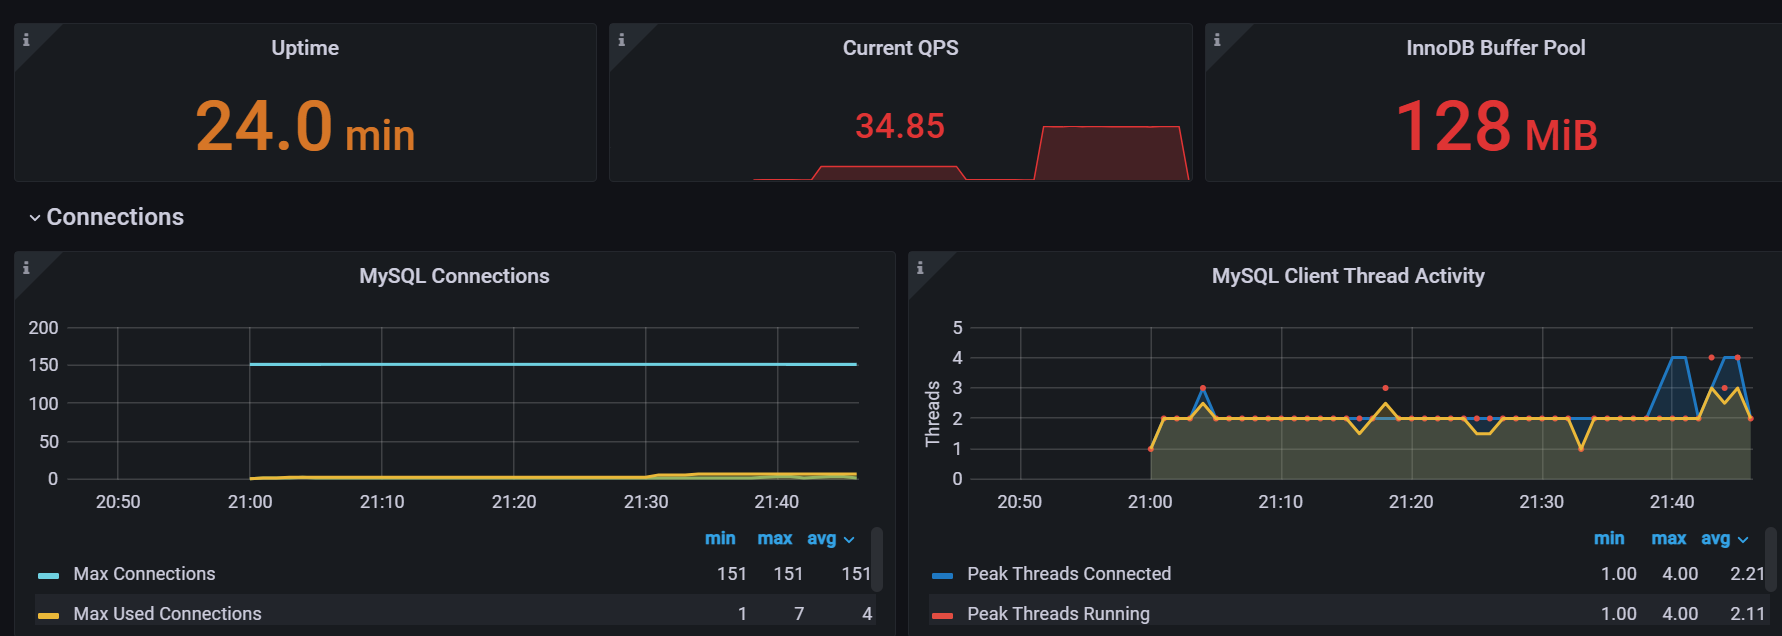 Uptime
24.0 min
Current QPS
34.85
InnoDB Buffer Pool
128 MiB
Connections
MySQL Connections
200
150
100
50
0
20:50 21:00 21:10 21:20 21:30 21:40
min max avg
Max Connections 151 151 151
Max Used Connections 1 7 4
MySQL Client Thread Activity
Threads
5
4
3
2
1
0
20:50 21:00 21:10 21:20 21:30 21:40
min max avg
Peak Threads Connected 1.00 4.00 2.21
Peak Threads Running 1.00 4.00 2.11